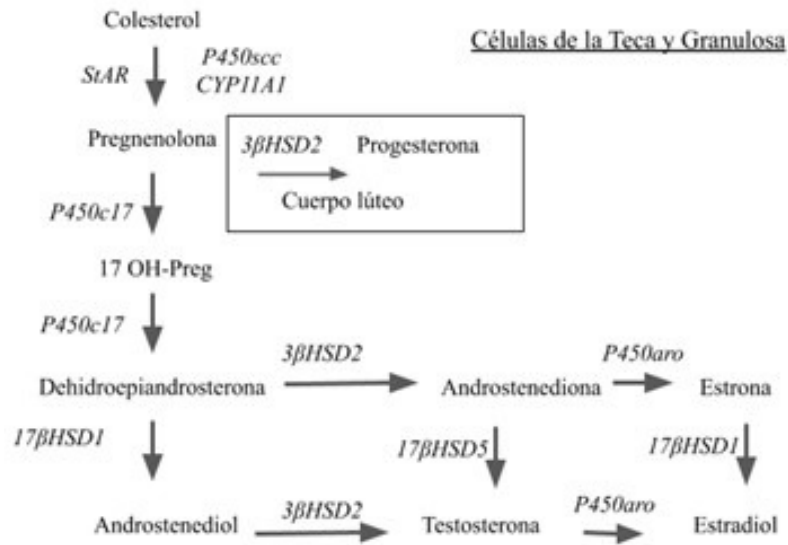 Colesterol
Células de la Teca y Granulosa
StAR
P450scc
CYP11A1
Pregnenolona
3βHSD2
Progesterona
Cuerpo lúteo
P450c17
17 OH-Preg
P450c17
3βHSD2
P450aro
Dehidroepiandrosterona
Androstenediona
Estrona
17βHSD1
17βHSD5
17βHSD1
3βHSD2
P450aro
Androstenediol
Testosterona
Estradiol